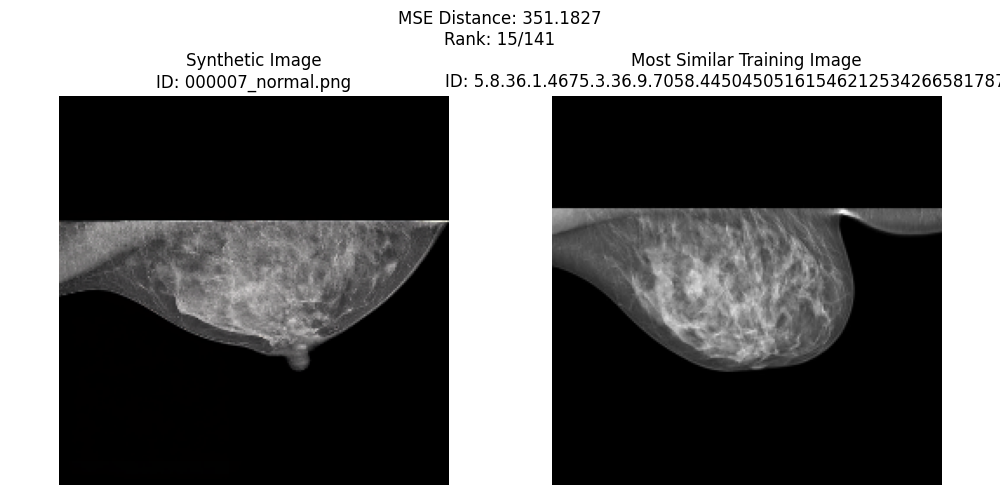 MSE Distance: 351.1827
Rank: 15/141
Synthetic Image
ID: 000007_normal.png
Most Similar Training Image
ID: 5.8.36.1.4675.3.36.9.7058.44504505161546212534266581787